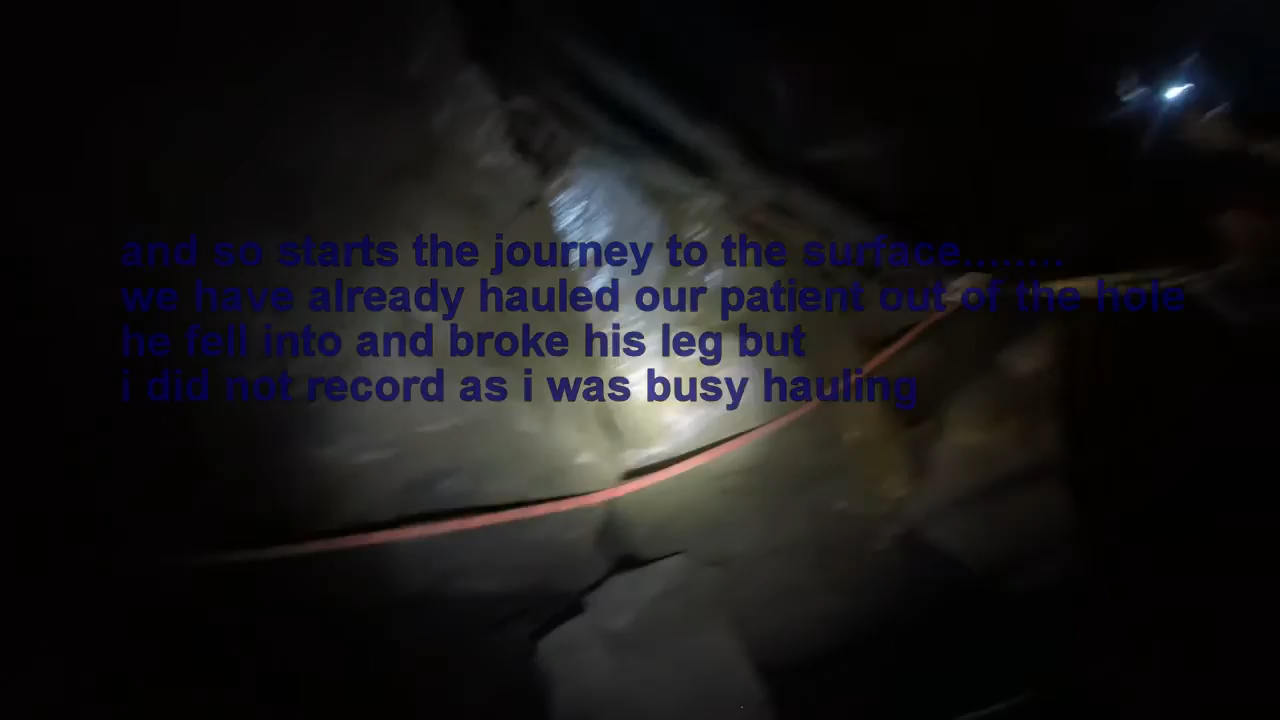 and so starts the journey to the surface........
we have already hauled our patient out of the hole
he fell into and broke his leg but
i did not record as i was busy hauling